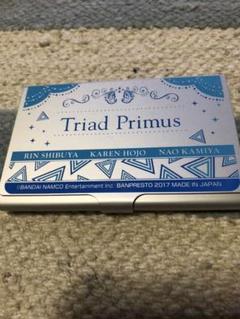 Triad Primus
RIN SHIBUYA KAREN HOJO NAO KAMIYA
©BANDAI NAMCO Entertainment Inc. BANPRESTO 2017 MADE IN JAPAN